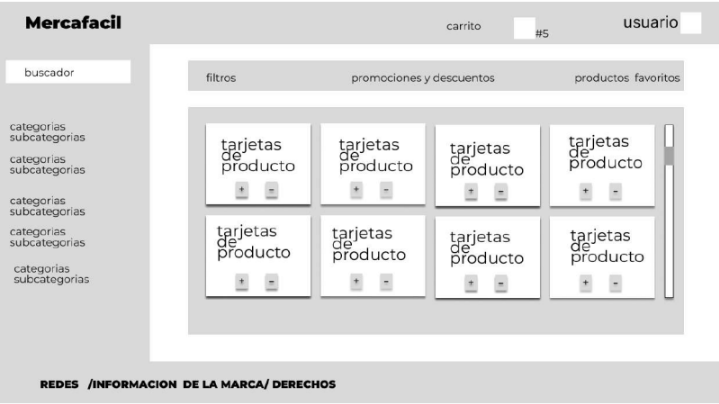 Mercafacil
carrito
#5
usuario
buscador
filtros
promociones y descuentos
productos favoritos
categorias
subcategorias
categorias
subcategorias
categorias
subcategorias
categorias
subcategorias
categorias
subcategorias
tarjetas
de
producto
+ -
tarjetas
de
producto
+ -
tarjetas
de
producto
+ -
tarjetas
de
producto
+ -
tarjetas
de
producto
+ -
tarjetas
de
producto
+ -
tarjetas
de
producto
+ -
tarjetas
de
producto
+ -
REDES /INFORMACION DE LA MARCA/ DERECHOS